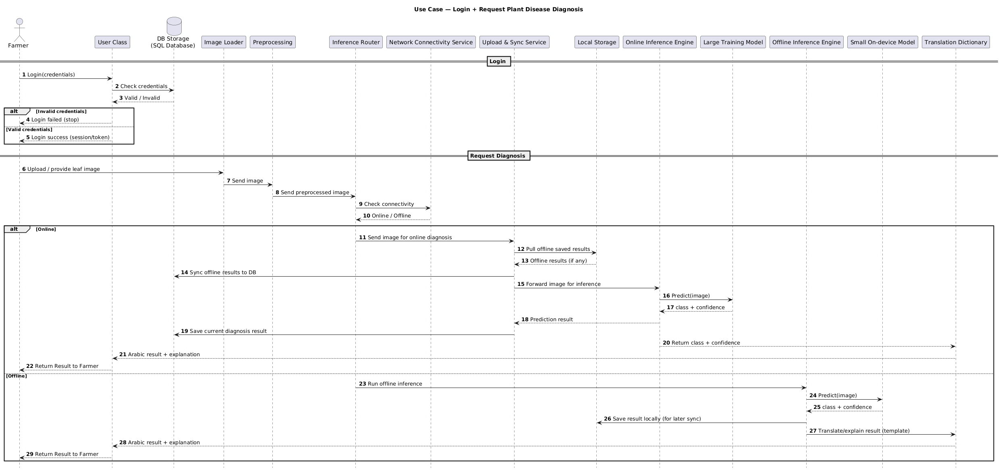 Use Case — Login + Request Plant Disease Diagnosis
Farmer
User Class
DB Storage
(SQL Database)
Image Loader
Preprocessing
Inference Router
Network Connectivity Service
Upload & Sync Service
Local Storage
Online Inference Engine
Large Training Model
Offline Inference Engine
Small On-device Model
Translation Dictionary
Login
1 Login(credentials)
2 Check credentials
3 Valid / Invalid
alt [Invalid credentials]
4 Login failed (stop)
[Valid credentials]
5 Login success (session/token)
Request Diagnosis
6 Upload / provide leaf image
7 Send image
8 Send preprocessed image
9 Check connectivity
10 Online / Offline
alt [Online]
11 Send image for online diagnosis
12 Pull offline saved results
13 Offline results (if any)
14 Sync offline results to DB
15 Forward image for inference
16 Predict(image)
17 class + confidence
18 Prediction result
19 Save current diagnosis result
20 Return class + confidence
21 Arabic result + explanation
22 Return Result to Farmer
[Offline]
23 Run offline inference
24 Predict(image)
25 class + confidence
26 Save result locally (for later sync)
27 Translate/explain result (template)
28 Arabic result + explanation
29 Return Result to Farmer